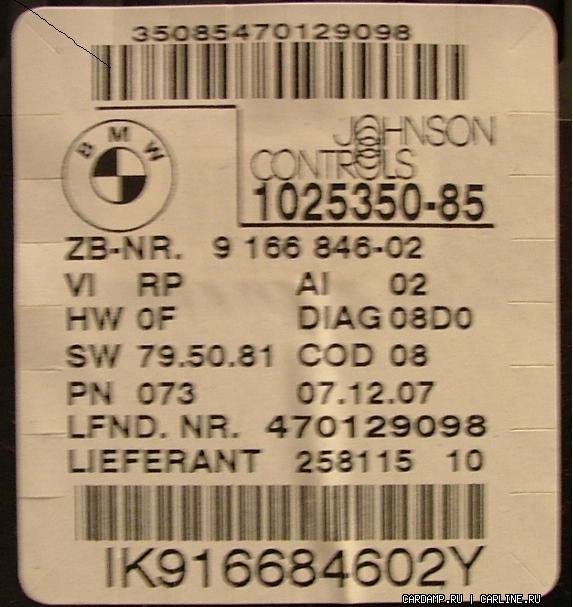 35085470129098
BMW
JOHNSON
CONTROLS
1025350-85
ZB-NR. 9 166 846-02
VI RP AI 02
HW 0F DIAG 08D0
SW 79.50.81 COD 08
PN 073 07.12.07
LFND. NR. 470129098
LIEFERANT 258115 10
IK916684602Y
CARDAMP.RU | CARLINE.RU